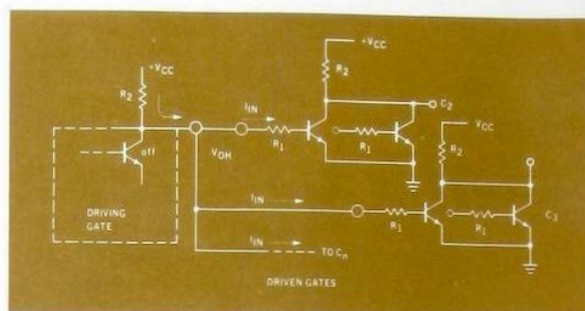 +VCC
R2
off
DRIVING
GATE
VOH
IIN
R1
+VCC
R2
R1
C2
VCC
R2
IIN
R1
R1
C3
IIN
TO Cn
DRIVEN GATES